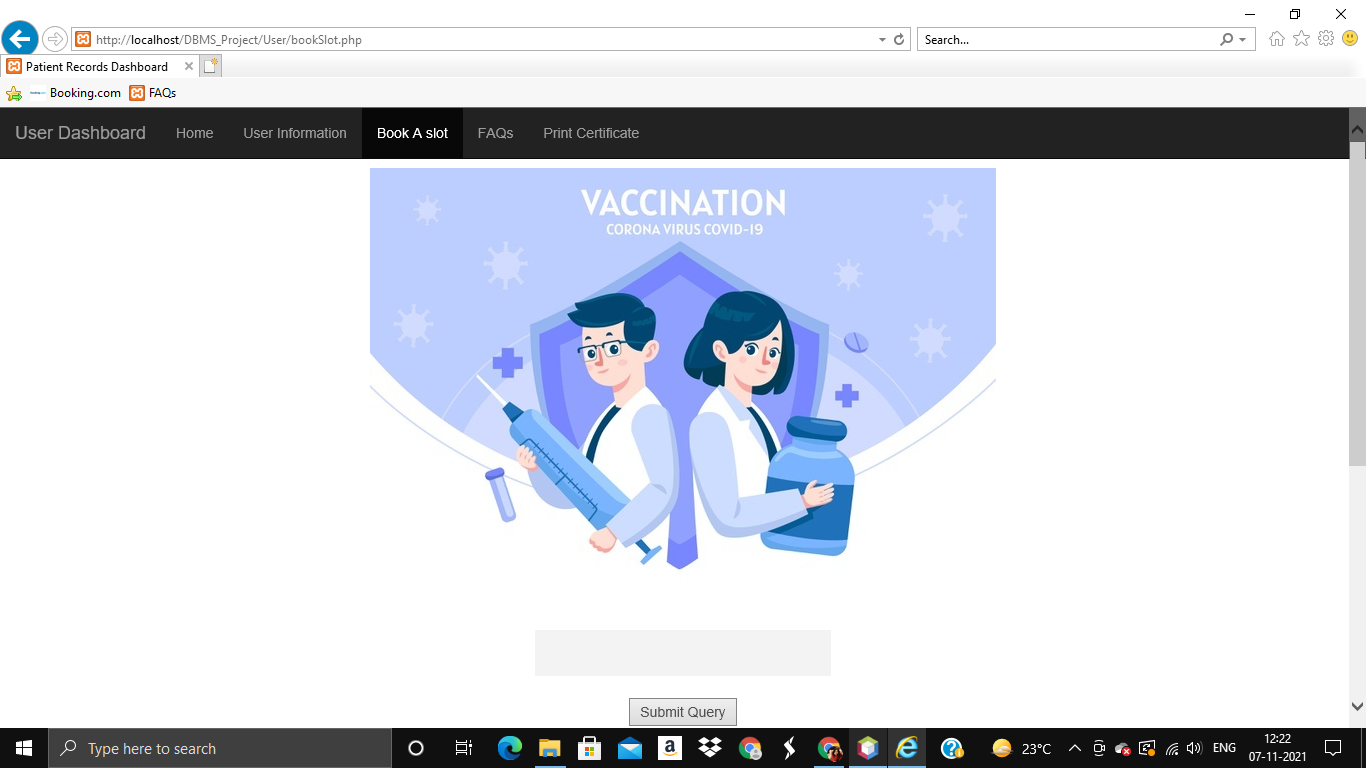 http://localhost/DBMS_Project/User/bookSlot.php
Search...
Patient Records Dashboard
Booking.com FAQs
User Dashboard Home User Information Book A slot FAQs Print Certificate
VACCINATION
CORONA VIRUS COVID-19
Submit Query
Type here to search
23°C
ENG
12:22
07-11-2021